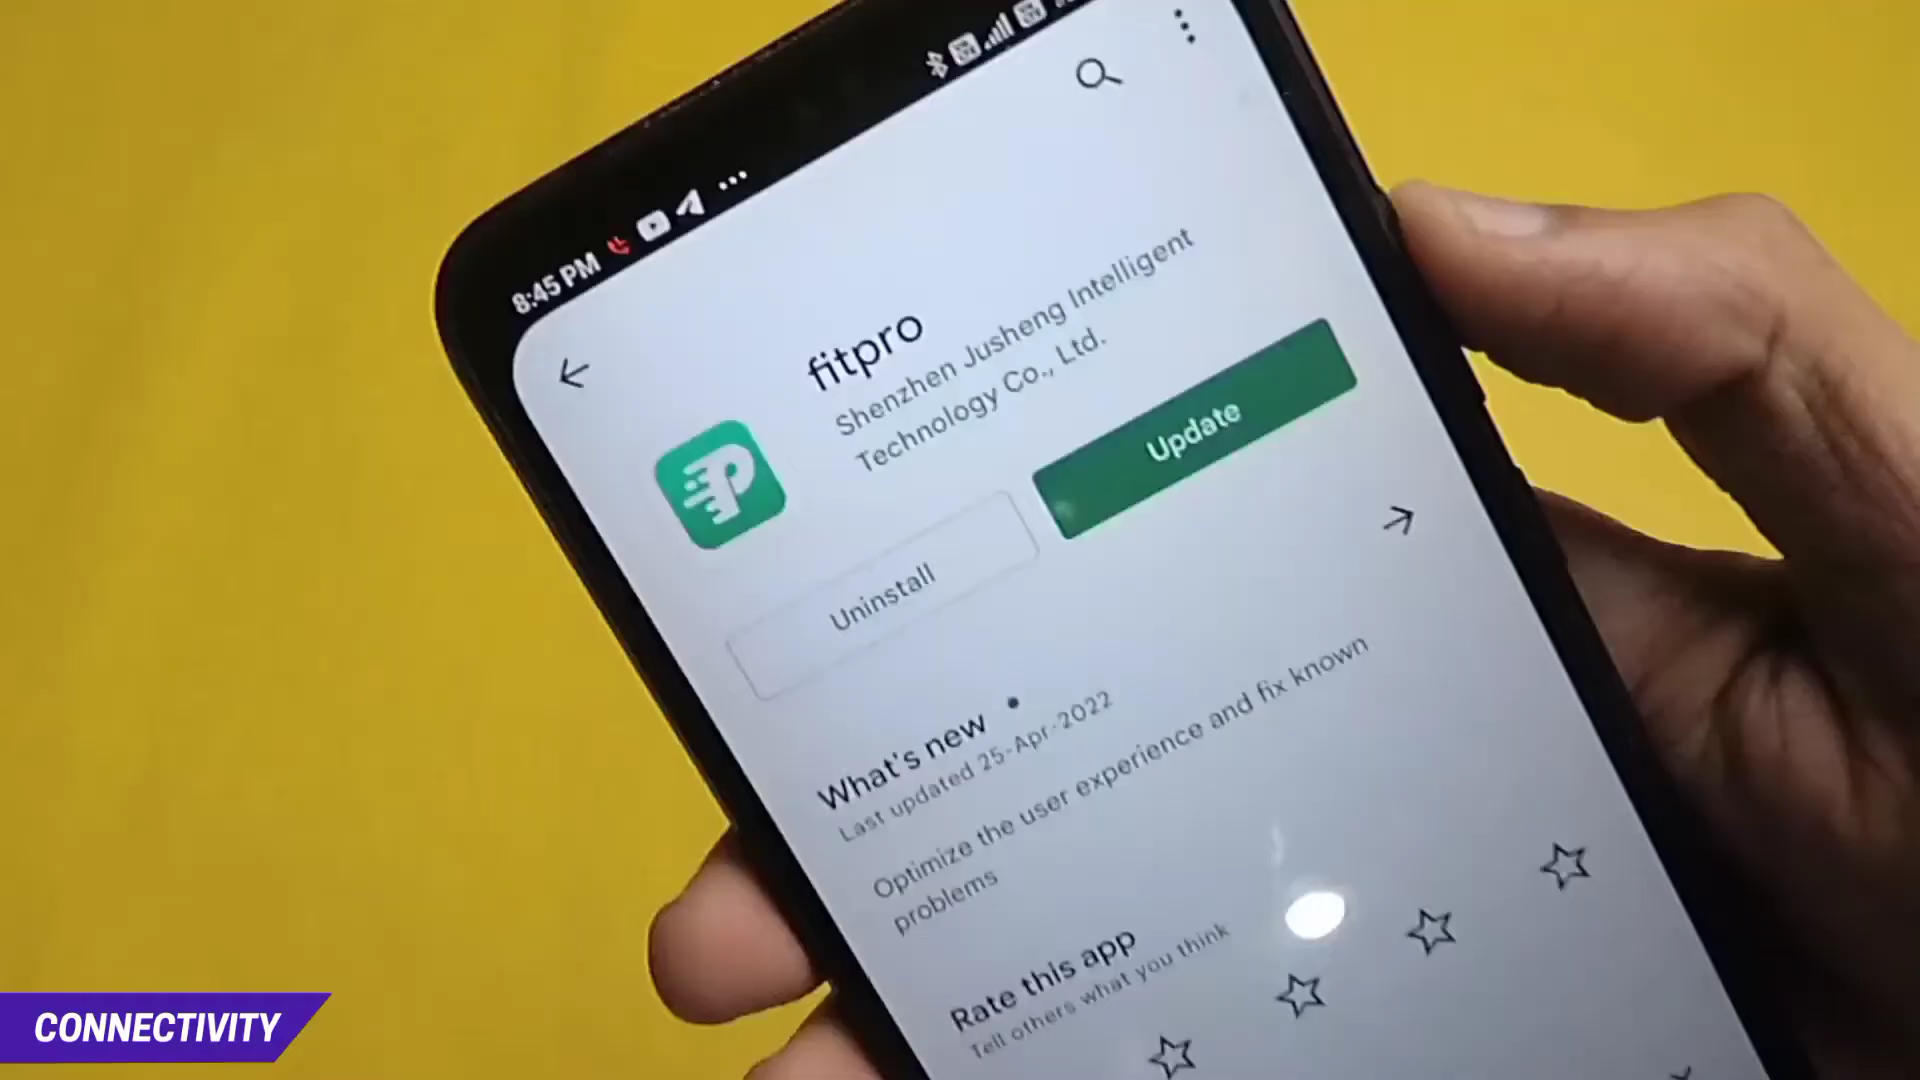 8:45 PM
fitpro
Shenzhen Jusheng Intelligent
Technology Co., Ltd.
Uninstall
Update
What's new
Last updated 25-Apr-2022
Optimize the user experience and fix known
problems
Rate this app
Tell others what you think
CONNECTIVITY